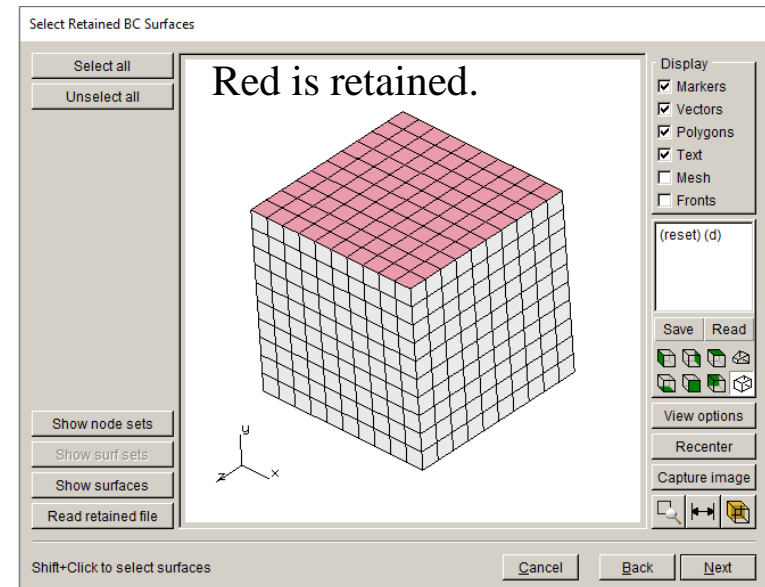 Select Retained BC Surfaces
Select all
Unselect all
Show node sets
Show surf sets
Show surfaces
Read retained file
Red is retained.
y
x
z
Display
Markers
Vectors
Polygons
Text
Mesh
Fronts
(reset) (d)
Save Read
View options
Recenter
Capture image
Shift+Click to select surfaces
Cancel Back Next